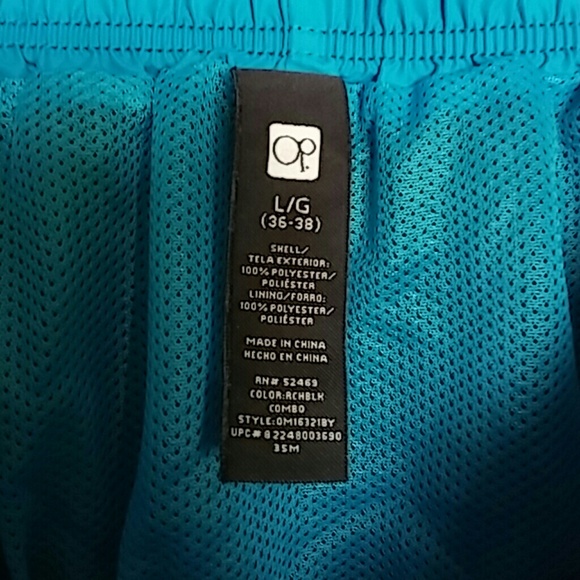 Op
L/G
(36-38)
SHELL/
TELA EXTERIOR:
100% POLYESTER/
POLIÉSTER
LINING/FORRO:
100% POLYESTER/
POLIÉSTER
MADE IN CHINA
HECHO EN CHINA
RN# 52469
COLOR:RCHBLK
COMBO
STYLE:OM16321BY
UPC# 82248003690
35M